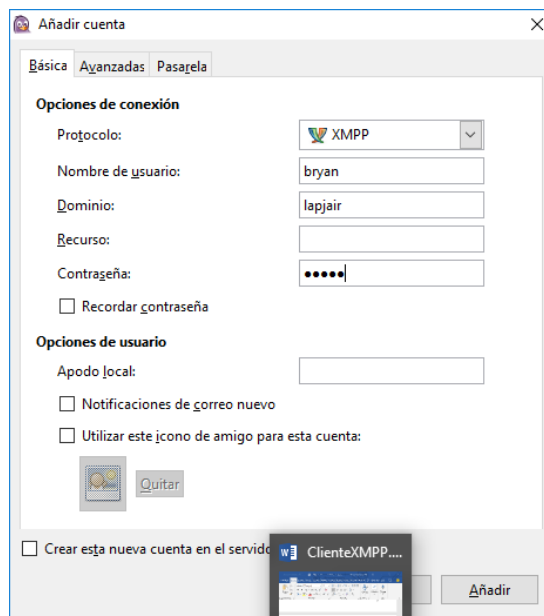 Añadir cuenta
Básica Avanzadas Pasarela
Opciones de conexión
Protocolo: XMPP
Nombre de usuario: bryan
Dominio: lapjair
Recurso:
Contraseña: •••••
Recordar contraseña
Opciones de usuario
Apodo local:
Notificaciones de correo nuevo
Utilizar este icono de amigo para esta cuenta:
Quitar
Crear esta nueva cuenta en el servido
ClienteXMPP....
Añadir